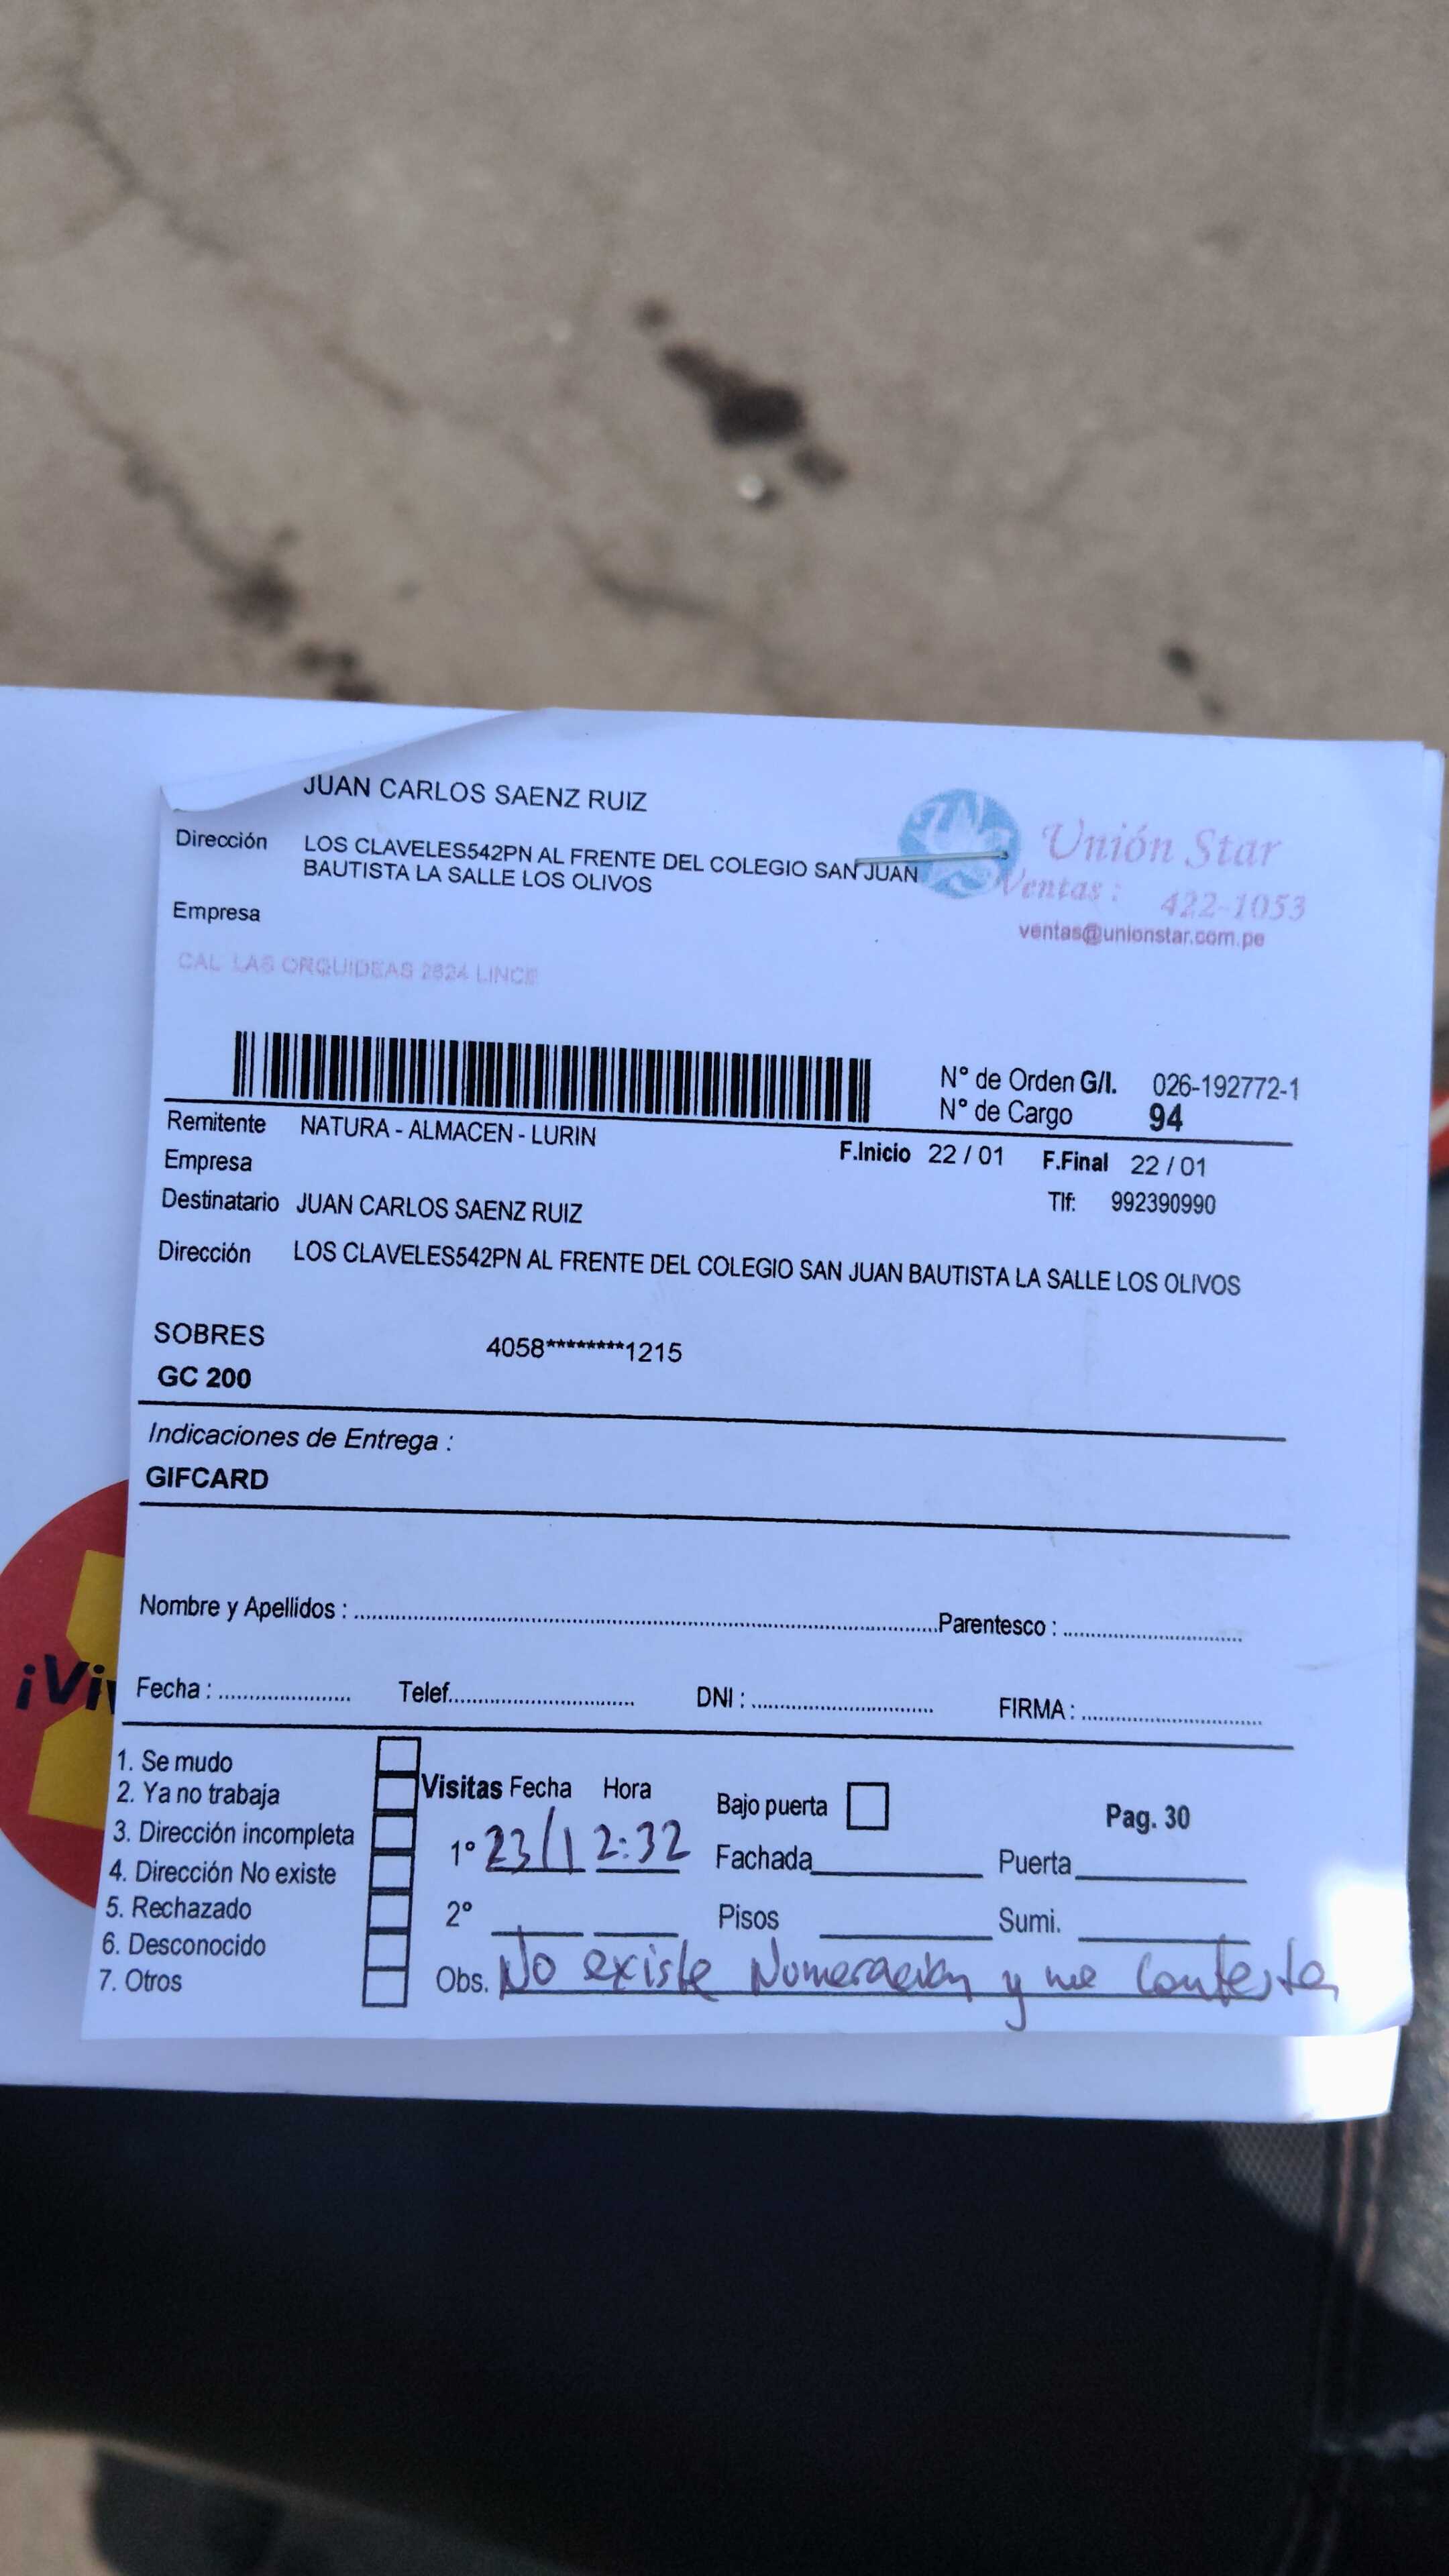 JUAN CARLOS SAENZ RUIZ
Dirección LOS CLAVELES542PN AL FRENTE DEL COLEGIO SAN JUAN
BAUTISTA LA SALLE LOS OLIVOS
Empresa
Unión Star
Ventas : 422-1053
ventas@unionstar.com.pe
CAL LAS ORQUIDEAS 2624 LINCE
N° de Orden G/I. 026-192772-1
N° de Cargo 94
Remitente NATURA - ALMACEN - LURIN
F.Inicio 22 / 01 F.Final 22 / 01
Empresa
Destinatario JUAN CARLOS SAENZ RUIZ
Tlf: 992390990
Dirección LOS CLAVELES542PN AL FRENTE DEL COLEGIO SAN JUAN BAUTISTA LA SALLE LOS OLIVOS
SOBRES 4058********1215
GC 200
Indicaciones de Entrega :
GIFCARD
Nombre y Apellidos : Parentesco :
Fecha : Telef. DNI : FIRMA :
¡Vi
1. Se mudo
2. Ya no trabaja
3. Dirección incompleta
4. Dirección No existe
5. Rechazado
6. Desconocido
7. Otros
Visitas Fecha Hora
1° 23/1 2:32
2°
Bajo puerta
Pag. 30
Fachada Puerta
Pisos Sumi.
Obs. No existe Numeracion y no contesta